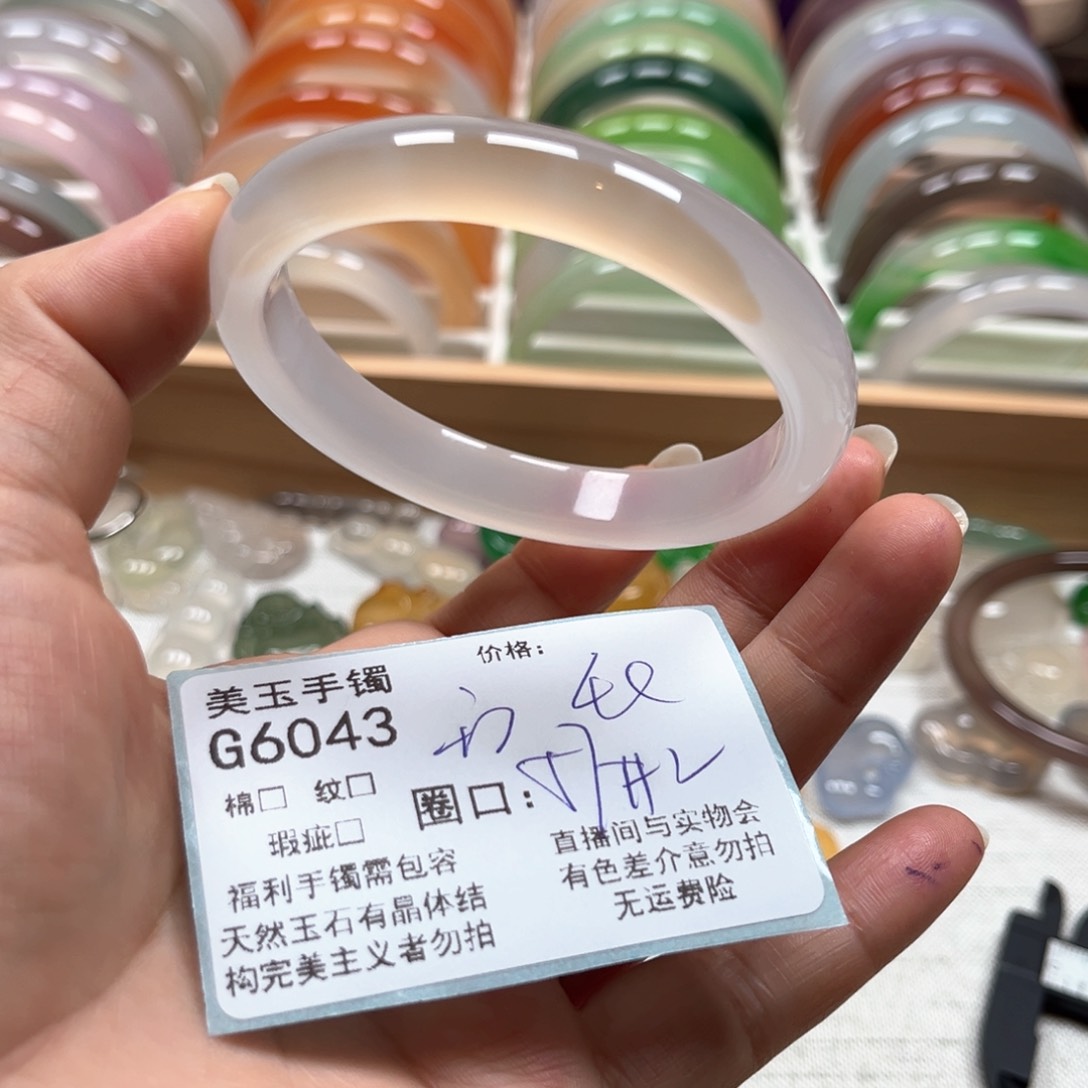 价格:
美玉手镯
G6043
棉□ 纹□
圈口:
瑕疵□
福利手镯需包容
天然玉石有晶体结
构完美主义者勿拍
直播间与实物会
有色差介意勿拍
无运费险